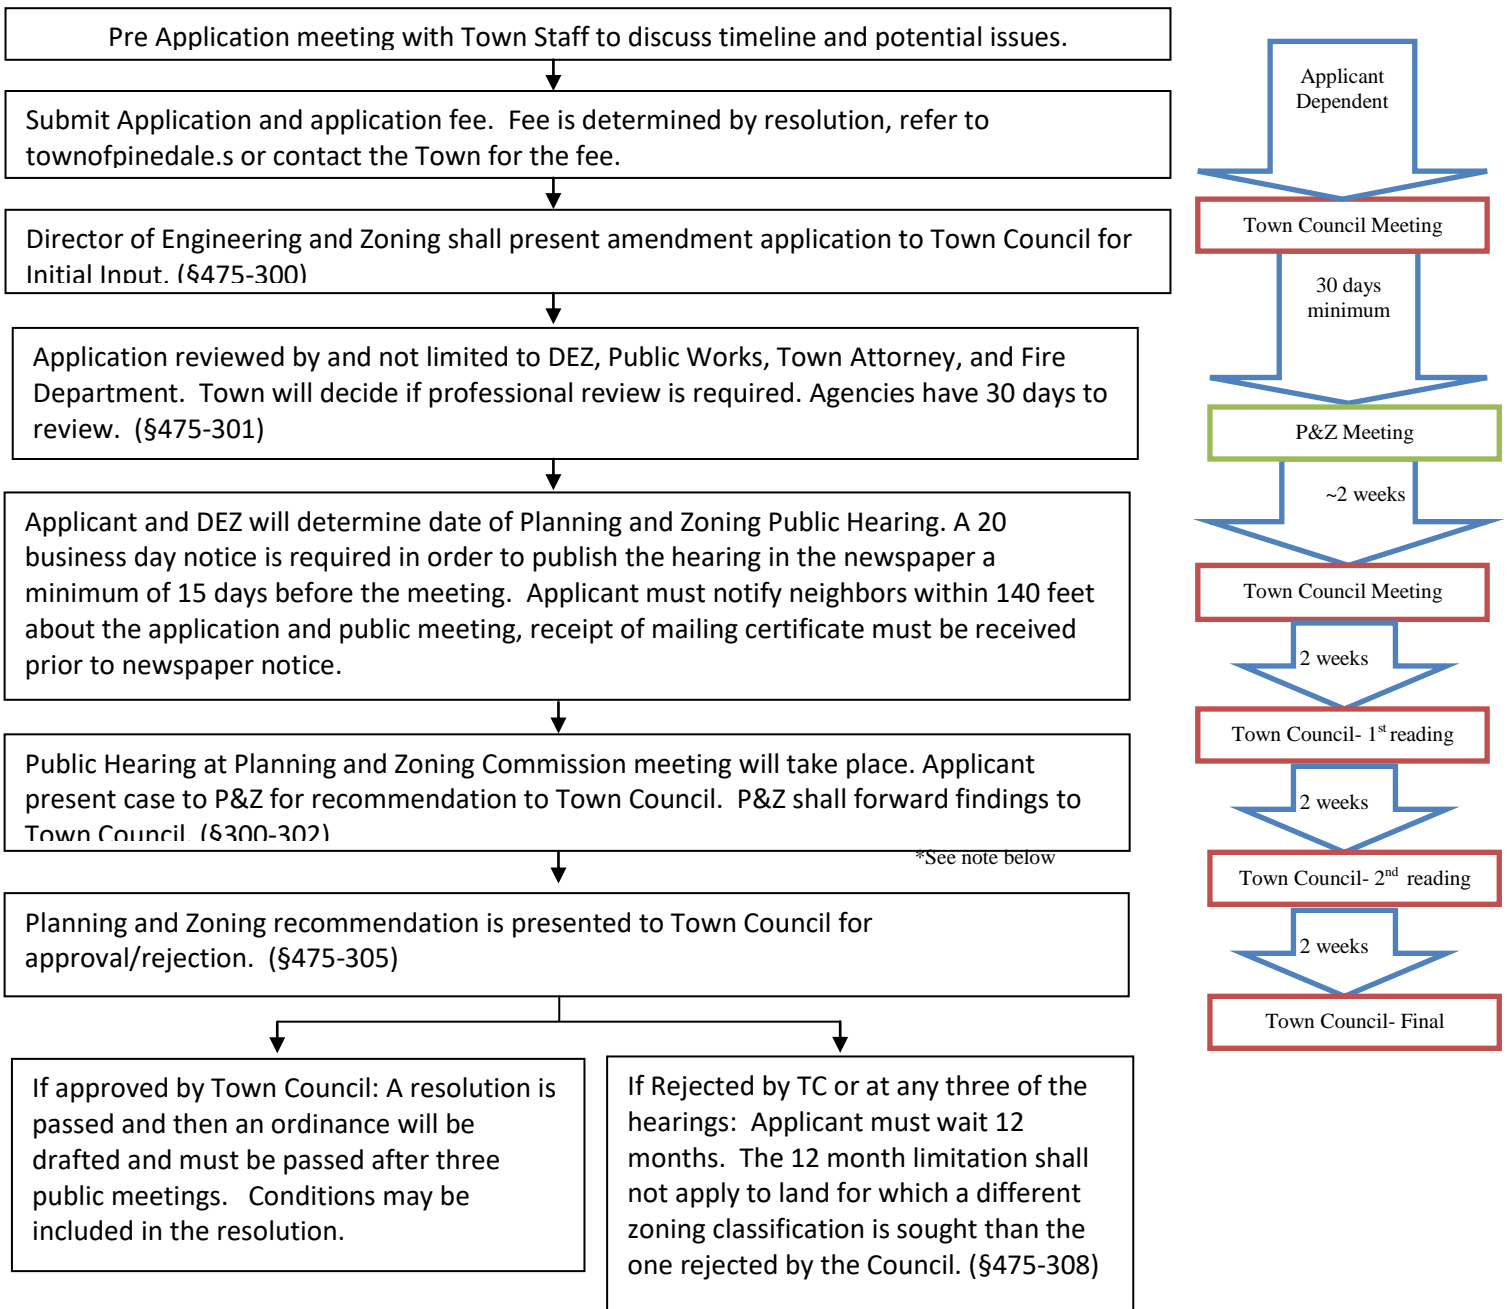 Pre Application meeting with Town Staff to discuss timeline and potential issues.
Submit Application and application fee.  Fee is determined by resolution, refer to
townofpinedale.s or contact the Town for the fee.
Director of Engineering and Zoning shall present amendment application to Town Council for
Initial Input. (§475-300)
Application reviewed by and not limited to DEZ, Public Works, Town Attorney, and Fire
Department.  Town will decide if professional review is required. Agencies have 30 days to
review.  (§475-301)
Applicant and DEZ will determine date of Planning and Zoning Public Hearing. A 20
business day notice is required in order to publish the hearing in the newspaper a
minimum of 15 days before the meeting.  Applicant must notify neighbors within 140 feet
about the application and public meeting, receipt of mailing certificate must be received
prior to newspaper notice.
Public Hearing at Planning and Zoning Commission meeting will take place. Applicant
present case to P&Z for recommendation to Town Council.  P&Z shall forward findings to
Town Council. (§300-302)
*See note below
Planning and Zoning recommendation is presented to Town Council for
approval/rejection.  (§475-305)
If approved by Town Council: A resolution is
passed and then an ordinance will be
drafted and must be passed after three
public meetings.   Conditions may be
included in the resolution.
If Rejected by TC or at any three of the
hearings:  Applicant must wait 12
months.  The 12 month limitation shall
not apply to land for which a different
zoning classification is sought than the
one rejected by the Council. (§475-308)
Applicant
Dependent
Town Council Meeting
30 days
minimum
P&Z Meeting
~2 weeks
Town Council Meeting
2 weeks
Town Council- 1st reading
2 weeks
Town Council- 2nd reading
2 weeks
Town Council- Final